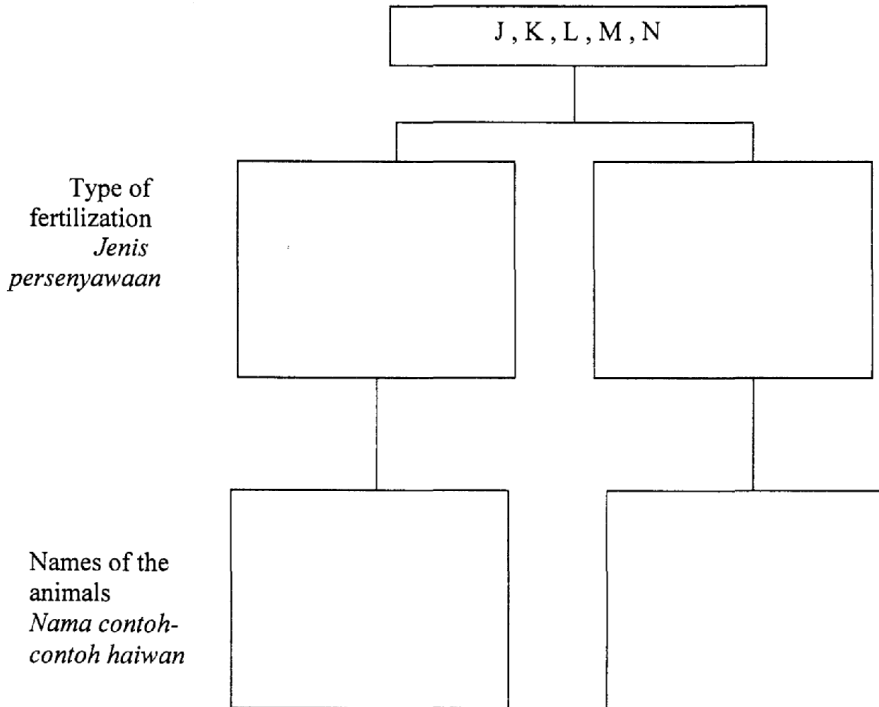 J , K , L , M , N
Type of
fertilization
Jenis
persenyawaan
Names of the
animals
Nama contoh-
contoh haiwan